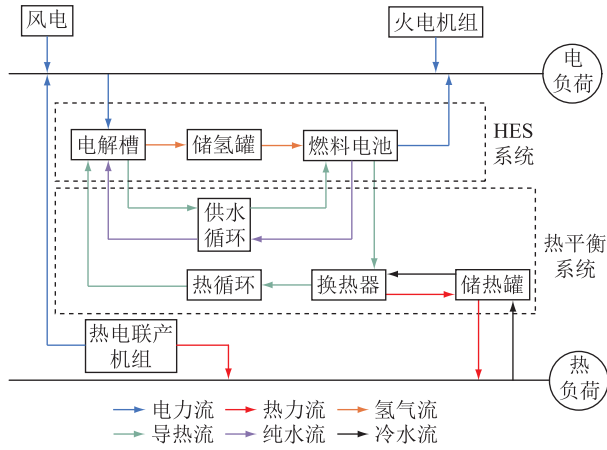 风电
火电机组
电
负荷
HES
系统
电解槽
储氢罐
燃料电池
供水
循环
热平衡
系统
热循环
换热器
储热罐
热电联产
机组
热
负荷
电力流
热力流
氢气流
导热流
纯水流
冷水流